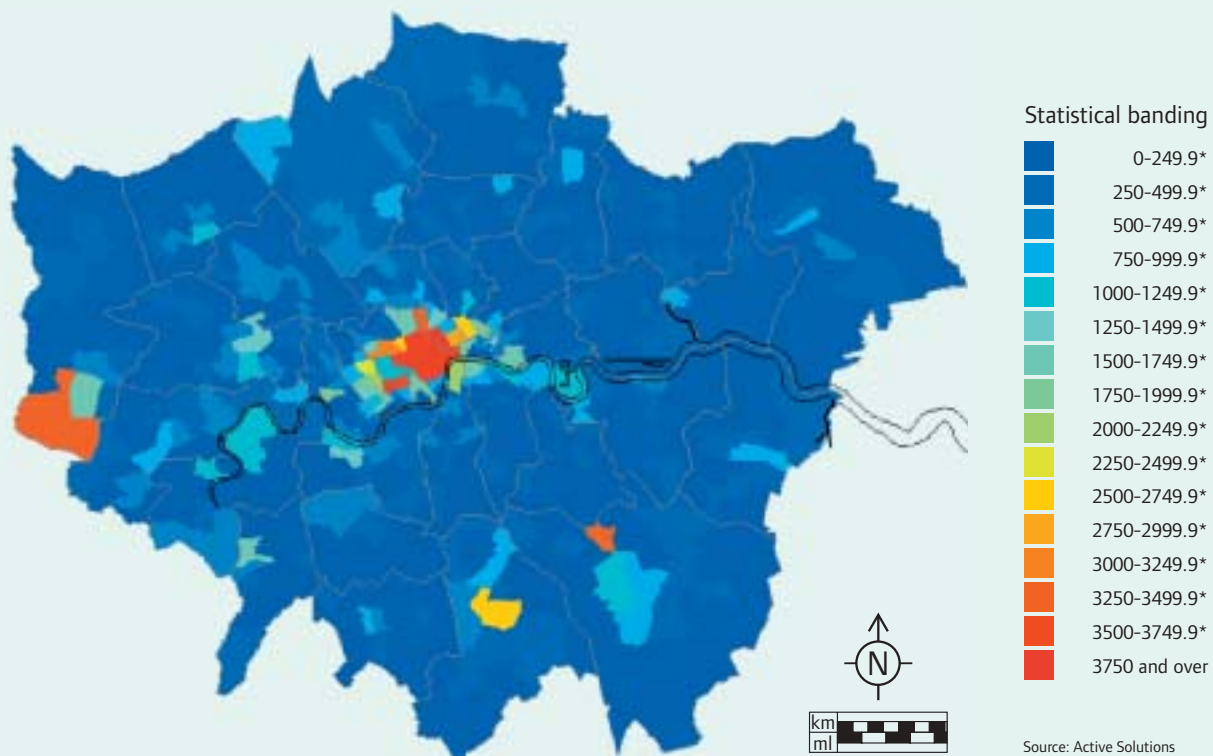 Statistical banding
0-249.9*
250-499.9*
500-749.9*
750-999.9*
1000-1249.9*
1250-1499.9*
1500-1749.9*
1750-1999.9*
2000-2249.9*
2250-2499.9*
2500-2749.9*
2750-2999.9*
3000-3249.9*
3250-3499.9*
3500-3749.9*
3750 and over
N
km
ml
Source: Active Solutions